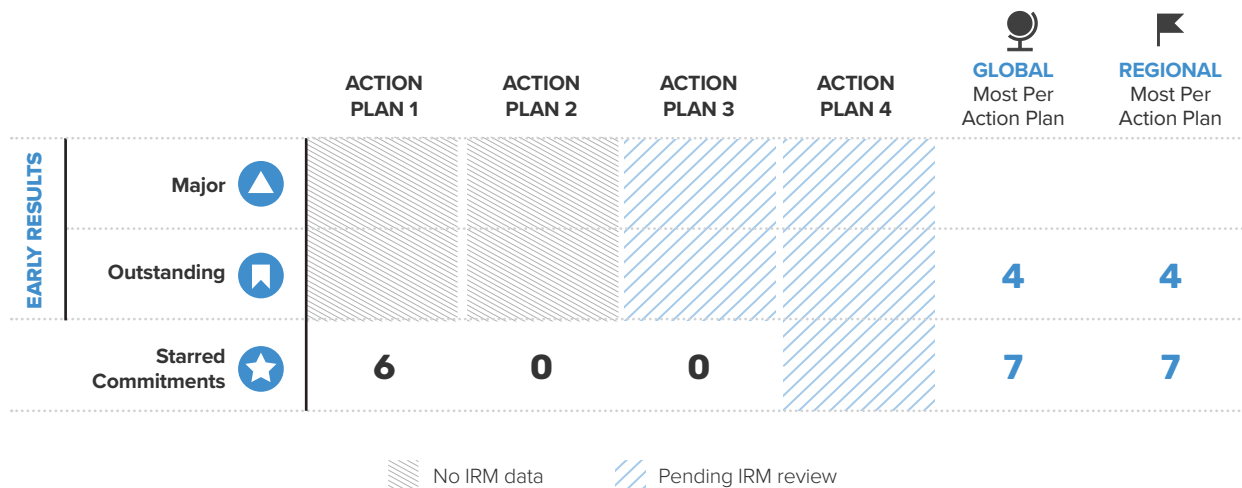 ACTION
PLAN 1
ACTION
PLAN 2
ACTION
PLAN 3
ACTION
PLAN 4
GLOBAL
Most Per
Action Plan
REGIONAL
Most Per
Action Plan
EARLY RESULTS
Major
Outstanding
4 4
Starred
Commitments
6 0 0 7 7
No IRM data
Pending IRM review